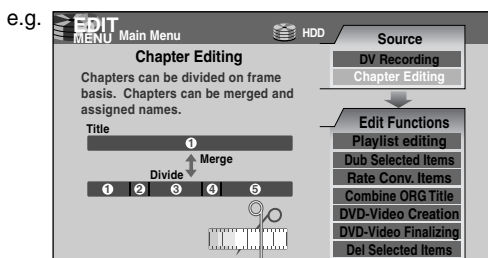 e.g.
EDIT
MENU Main Menu
HDD
Chapter Editing
Chapters can be divided on frame
basis. Chapters can be merged and
assigned names.
Title
1
Merge
Divide
1 2 3 4 5
Source
DV Recording
Chapter Editing
Edit Functions
Playlist editing
Dub Selected Items
Rate Conv. Items
Combine ORG Title
DVD-Video Creation
DVD-Video Finalizing
Del Selected Items